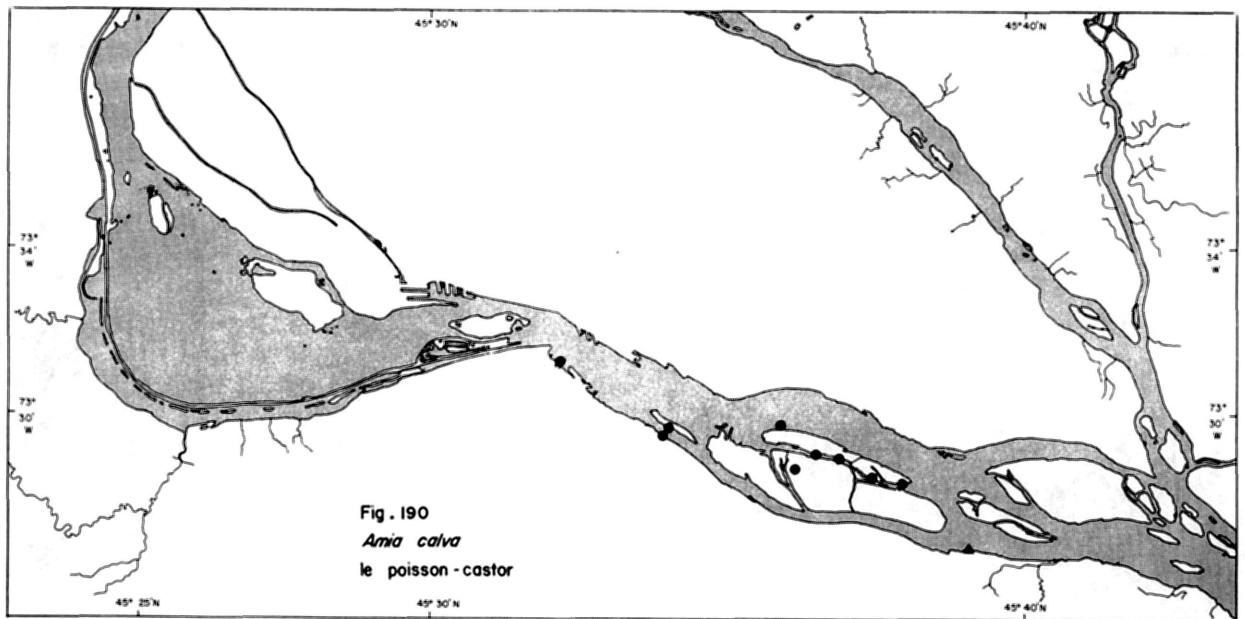 45° 30' N
45° 40' N
73°
34'
W
73°
34'
W
73°
30'
W
73°
30'
W
Fig. 190
Amia calva
le poisson - castor
45° 25' N
45° 30' N
45° 40' N